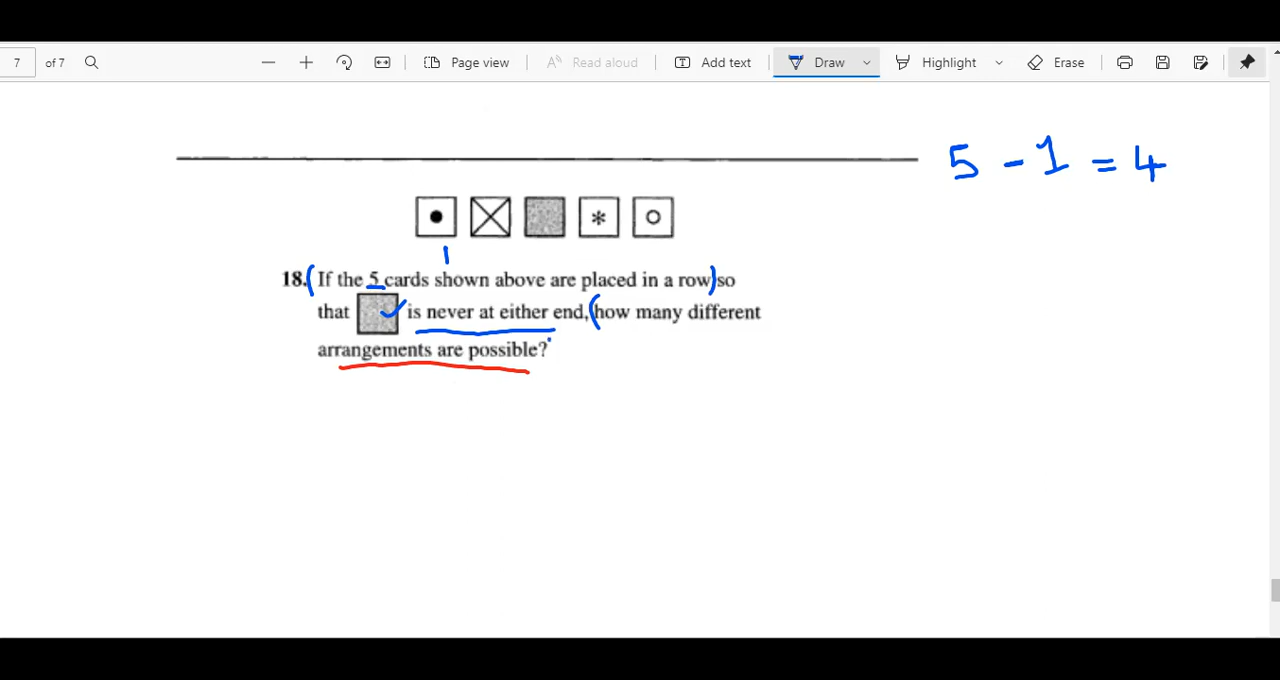 7 of 7
Page view
Read aloud
Add text
Draw
Highlight
Erase
5 - 1 = 4
*
18. If the 5 cards shown above are placed in a row so
that is never at either end, how many different
arrangements are possible?